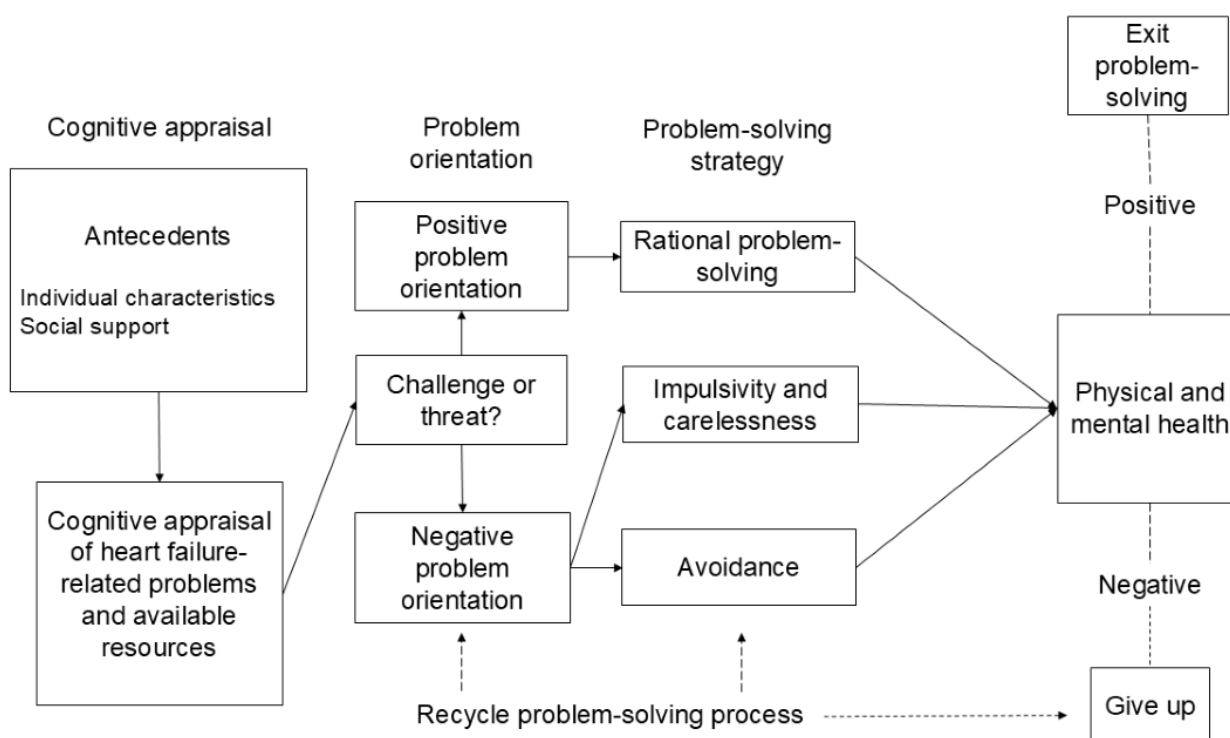 Cognitive appraisal
Antecedents
Individual characteristics
Social support
Cognitive appraisal
of heart failure-
related problems
and available
resources
Problem
orientation
Positive
problem
orientation
Challenge or
threat?
Negative
problem
orientation
Problem-solving
strategy
Rational problem-
solving
Impulsivity and
carelessness
Avoidance
Recycle problem-solving process
Exit
problem-
solving
Positive
Physical and
mental health
Negative
Give up